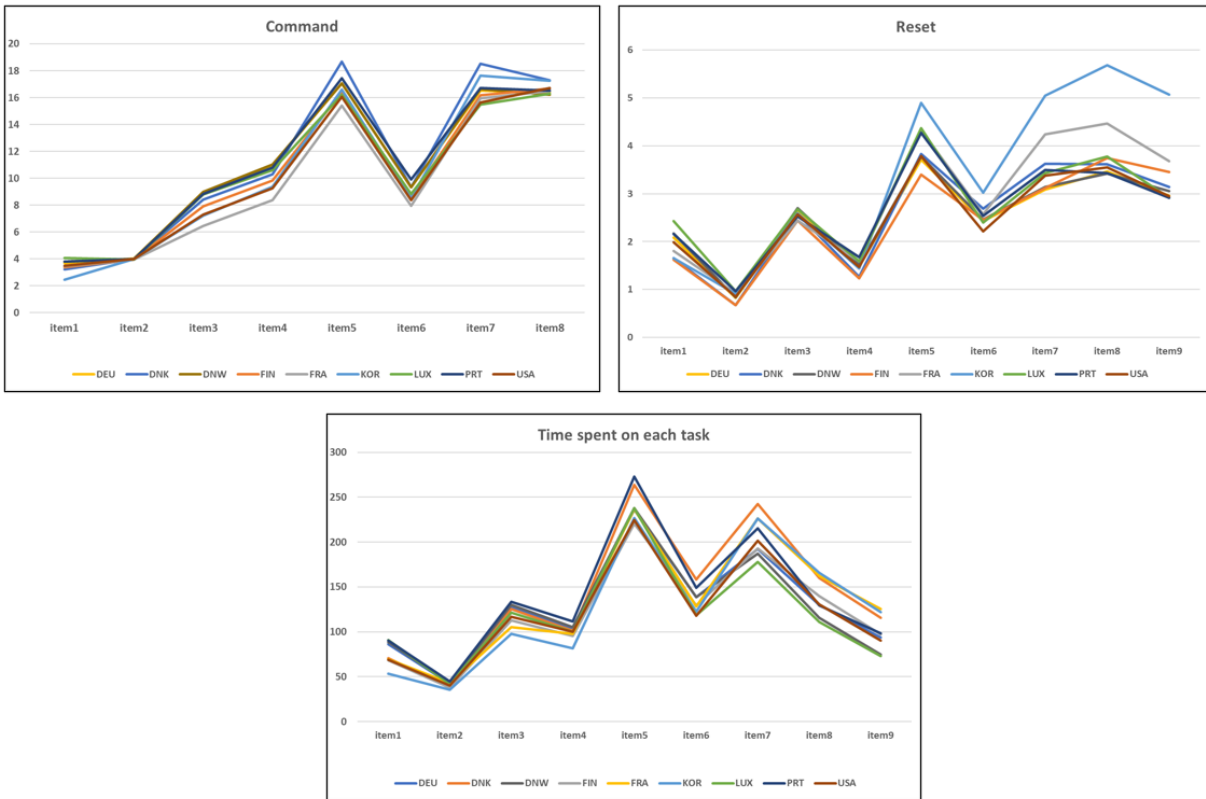 Command
20
18
16
14
12
10
8
6
4
2
0
item1 item2 item3 item4 item5 item6 item7 item8
DEU DNK DNW FIN FRA KOR LUX PRT USA
Reset
6
5
4
3
2
1
0
item1 item2 item3 item4 item5 item6 item7 item8 item9
DEU DNK DNW FIN FRA KOR LUX PRT USA
Time spent on each task
300
250
200
150
100
50
0
item1 item2 item3 item4 item5 item6 item7 item8 item9
DEU DNK DNW FIN FRA KOR LUX PRT USA